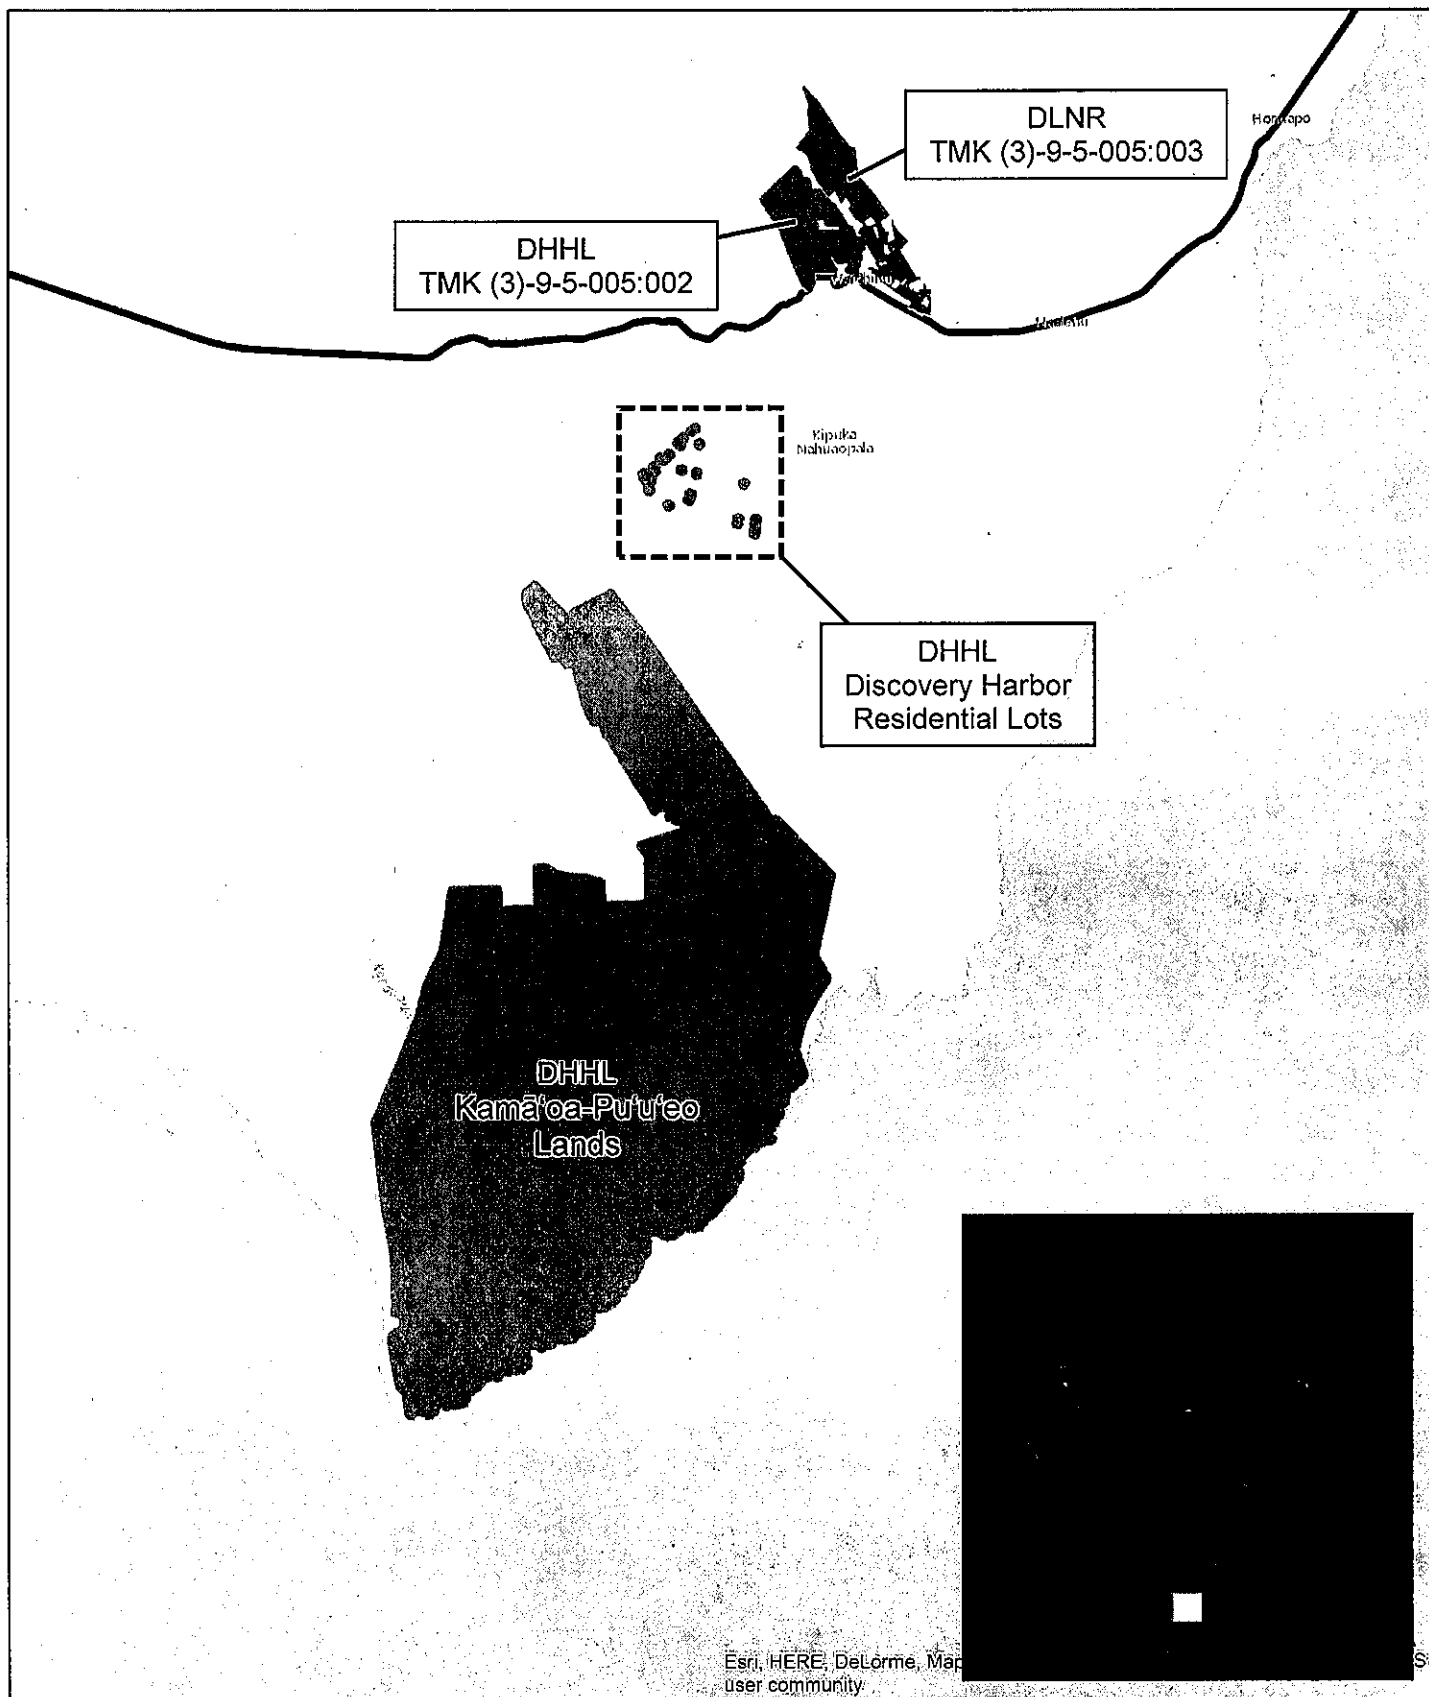 DLNR
TMK (3)-9-5-005:003
DHHL
TMK (3)-9-5-005:002
Kipuka
DHHL
Discovery Harbor
Residential Lots
DHHL
Kamā‘oa-Pu‘u‘eo
Lands
Esri, HERE, DeLorme, Map
user community